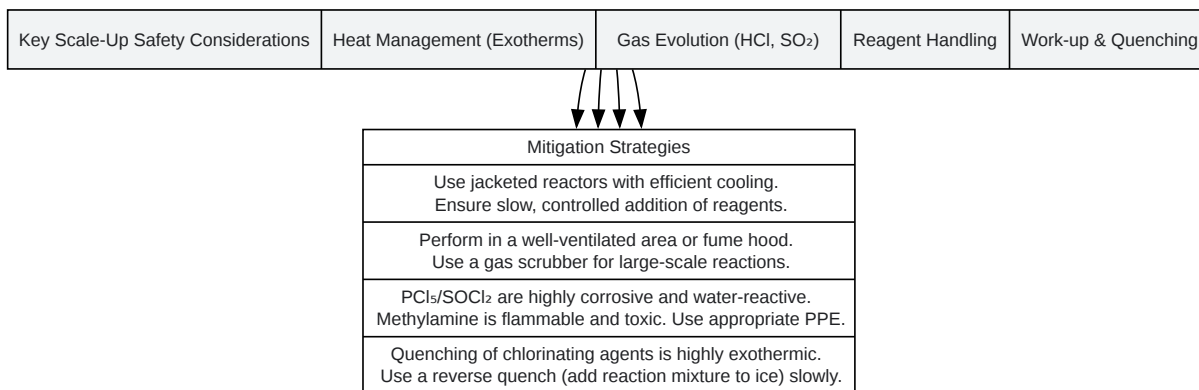 Key Scale-Up Safety Considerations
Heat Management (Exotherms)
Gas Evolution (HCl, SO₂)
Reagent Handling
Work-up & Quenching
Mitigation Strategies
Use jacketed reactors with efficient cooling.
Ensure slow, controlled addition of reagents.
Perform in a well-ventilated area or fume hood.
Use a gas scrubber for large-scale reactions.
PCl₅/SOCl₂ are highly corrosive and water-reactive.
Methylamine is flammable and toxic. Use appropriate PPE.
Quenching of chlorinating agents is highly exothermic.
Use a reverse quench (add reaction mixture to ice) slowly.